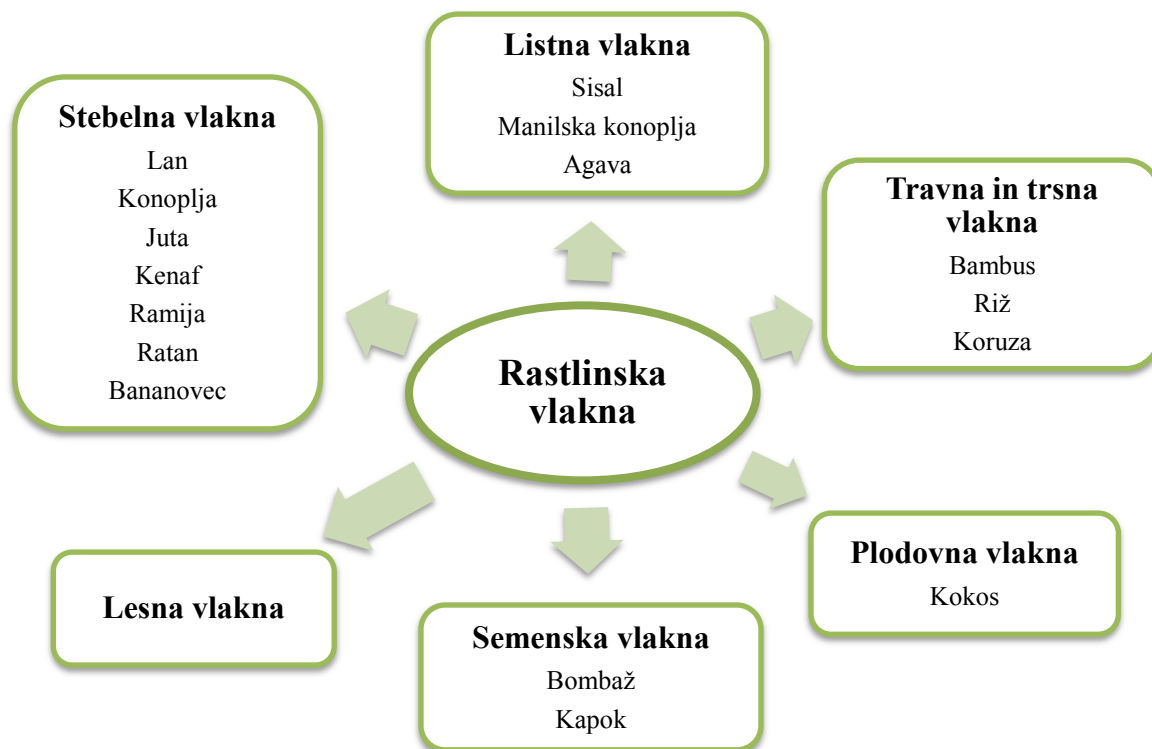 Listna vlakna
Sisal
Manilska konoplja
Agava
Stebelna vlakna
Lan
Konoplja
Juta
Kenaf
Ramija
Ratan
Bananovec
Travna in trsna
vlakna
Bambus
Riž
Koruza
Rastlinska
vlakna
Lesna vlakna
Semenska vlakna
Bombaž
Kapok
Plodovna vlakna
Kokos